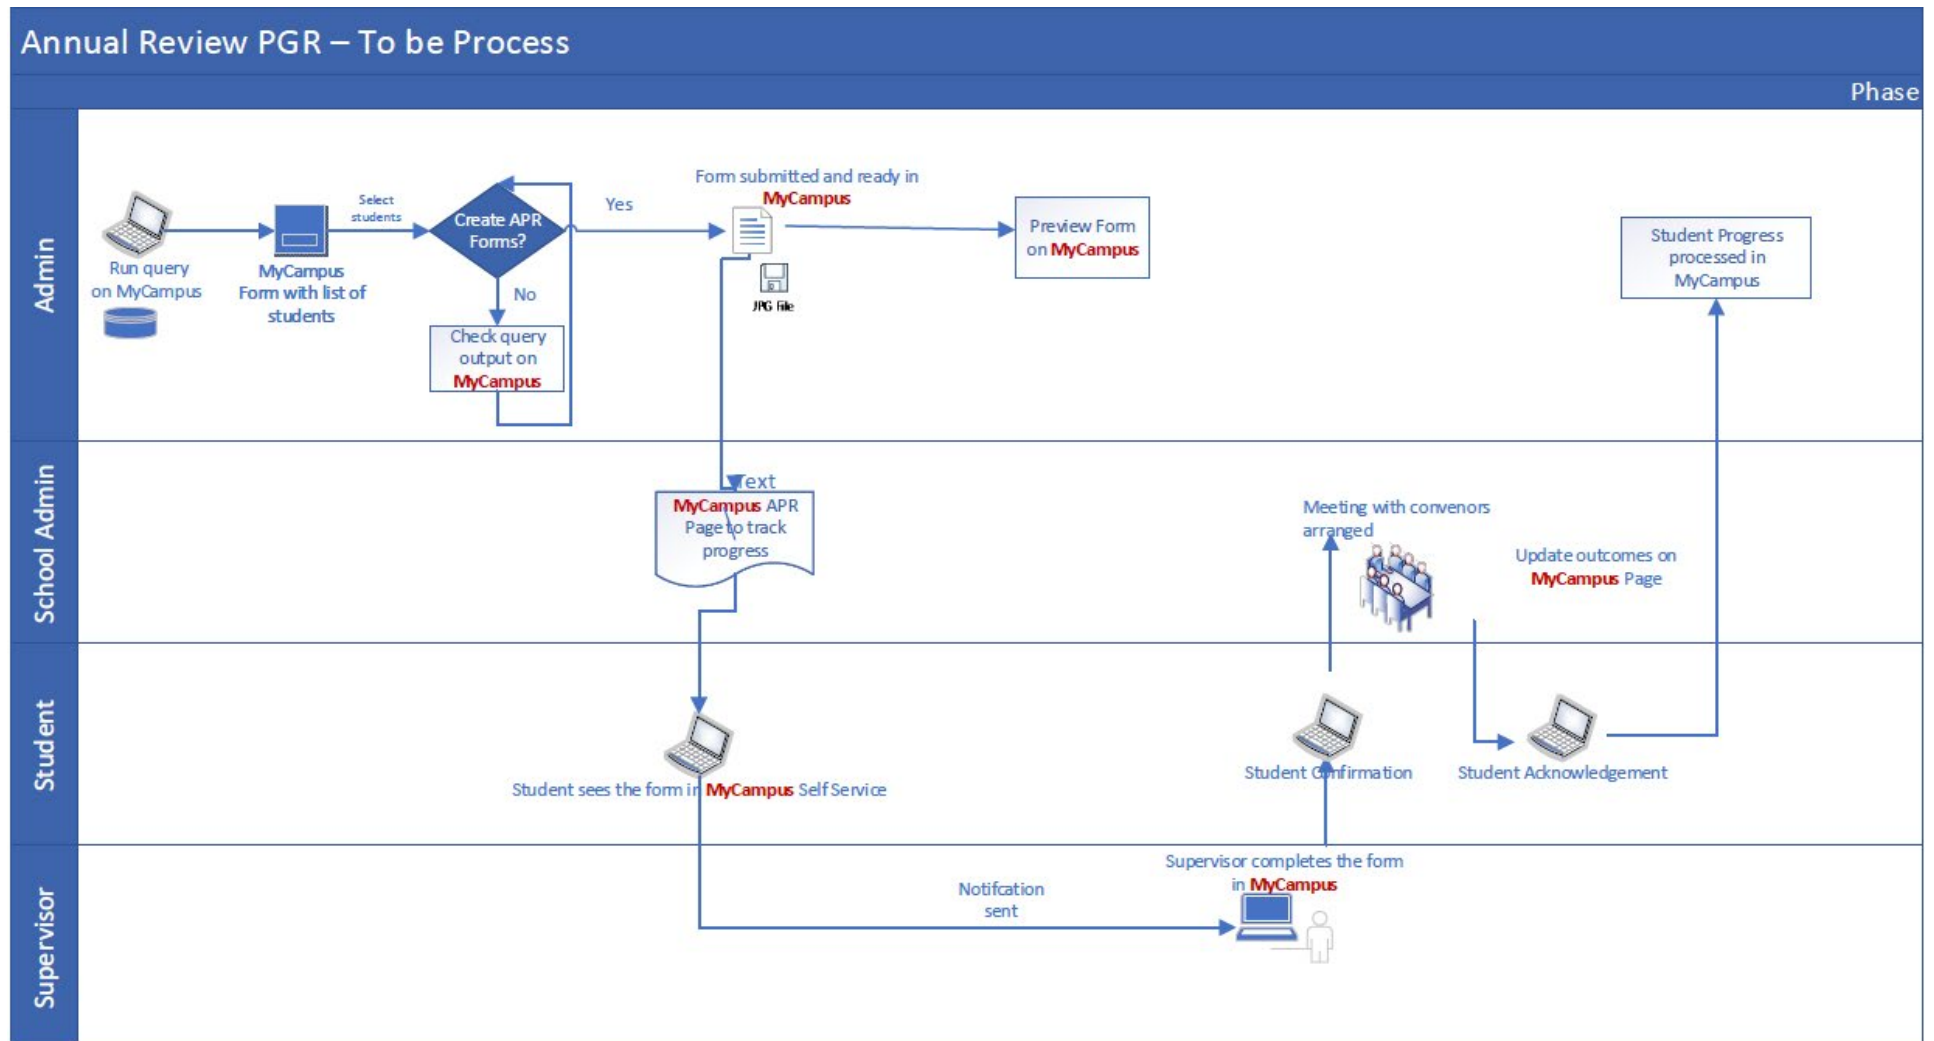 Annual Review PGR – To be Process
Phase
Admin
Run query
on MyCampus
MyCampus
Form with list of
students
Select
students
Create APR
Forms?
Yes
No
Check query
output on
MyCampus
Form submitted and ready in
MyCampus
JPG File
Preview Form
on MyCampus
Student Progress
processed in
MyCampus
School Admin
Text
MyCampus APR
Page to track
progress
Meeting with convenors
arranged
Update outcomes on
MyCampus Page
Student
Student sees the form in MyCampus Self Service
Student Confirmation
Student Acknowledgement
Supervisor
Notifcation
sent
Supervisor completes the form
in MyCampus